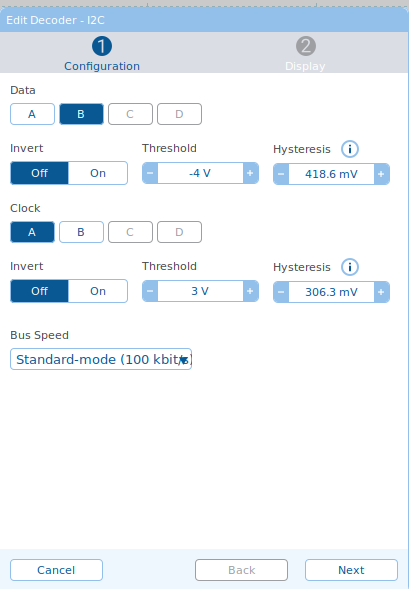 Edit Decoder - I2C
1 2
Configuration Display
Data
A B C D
Invert Threshold Hysteresis i
Off On - -4 V + - 418.6 mV +
Clock
A B C D
Invert Threshold Hysteresis i
Off On - 3 V + - 306.3 mV +
Bus Speed
Standard-mode (100 kbit/s)
Cancel Back Next